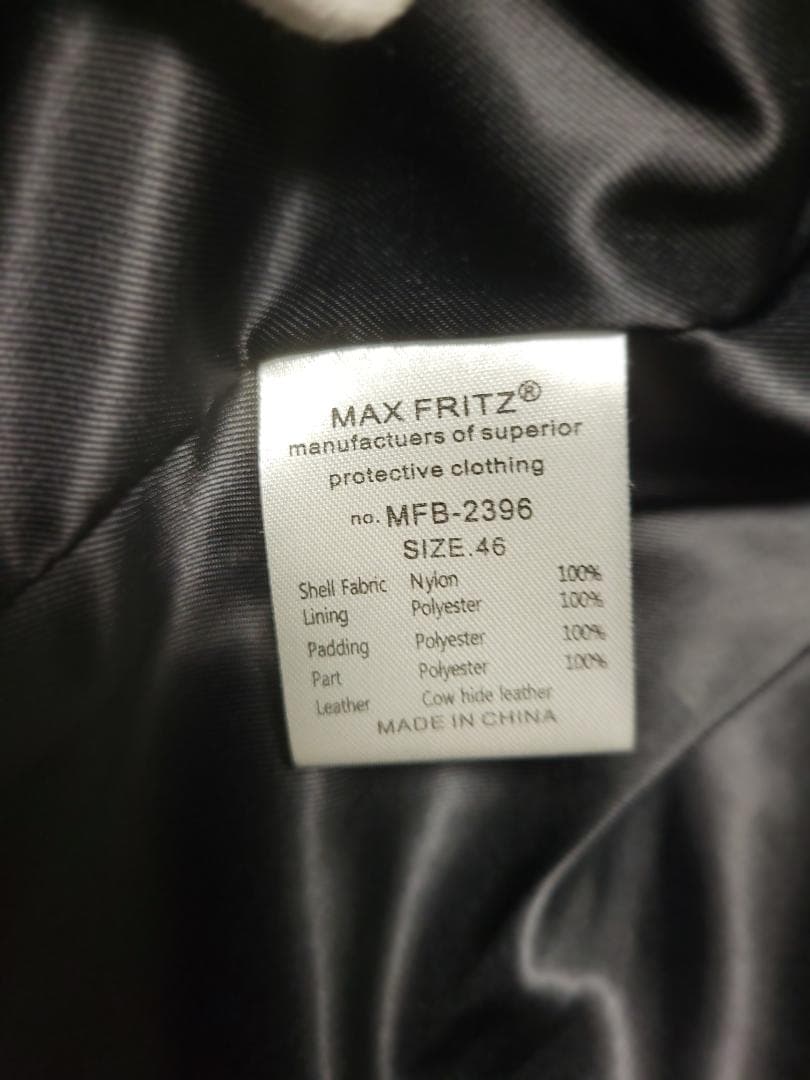 MAX FRITZ®
manufactuers of superior
protective clothing
no. MFB-2396
SIZE.46
Shell Fabric Nylon 100%
Lining Polyester 100%
Padding Polyester 100%
Part Polyester 100%
Leather Cow hide leather
MADE IN CHINA